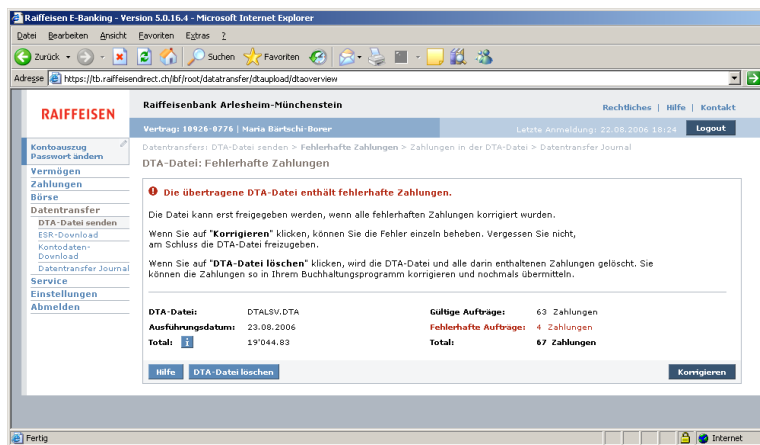 Raiffeisen E-Banking - Version 5.0.16.4 - Microsoft Internet Explorer
Datei Bearbeiten Ansicht Favoriten Extras ?
Zurück Suchen Favoriten
Adresse https://tb.raiffeisendirect.ch/ibf/root/datatransfer/dtaupload/dtaoverview
RAIFFEISEN
Raiffeisenbank Arlesheim-Münchenstein
Rechtliches | Hilfe | Kontakt
Vertrag: 10926-0776 | Maria Bärtschi-Borer
Letzte Anmeldung: 22.08.2006 18:24 Logout
Kontoauszug
Passwort ändern
Vermögen
Zahlungen
Börse
Datentransfer
DTA-Datei senden
ESR-Download
Kontodaten-
Download
Datentransfer Journal
Service
Einstellungen
Abmelden
Datentransfers: DTA-Datei senden > Fehlerhafte Zahlungen > Zahlungen in der DTA-Datei > Datentransfer Journal
DTA-Datei: Fehlerhafte Zahlungen
Die übertragene DTA-Datei enthält fehlerhafte Zahlungen.
Die Datei kann erst freigegeben werden, wenn alle fehlerhaften Zahlungen korrigiert wurden.
Wenn Sie auf "Korrigieren" klicken, können Sie die Fehler einzeln beheben. Vergessen Sie nicht,
am Schluss die DTA-Datei freizugeben.
Wenn Sie auf "DTA-Datei löschen" klicken, wird die DTA-Datei und alle darin enthaltenen Zahlungen gelöscht. Sie
können die Zahlungen so in Ihrem Buchhaltungsprogramm korrigieren und nochmals
übermitteln.
DTA-Datei: DTALSV.DTA Gültige Aufträge: 63 Zahlungen
Ausführungsdatum: 23.08.2006 Fehlerhafte Aufträge: 4 Zahlungen
Total: i 19'044.83 Total: 67 Zahlungen
Hilfe DTA-Datei löschen Korrigieren
Fertig Internet